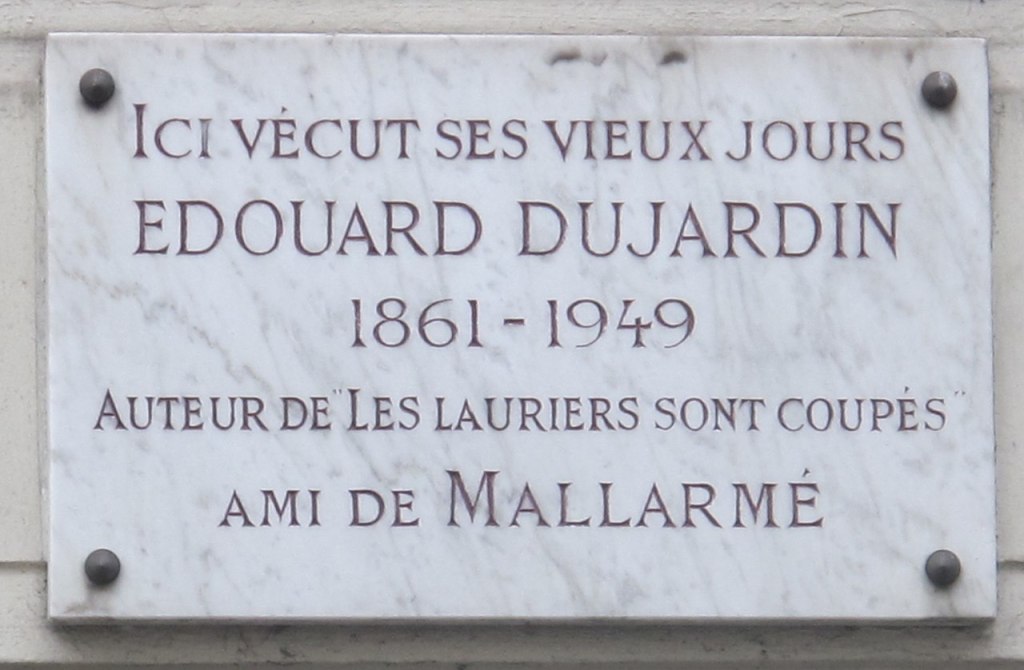 ICI VÉCUT SES VIEUX JOURS
EDOUARD DUJARDIN
1861-1949
AUTEUR DE "LES LAURIERS SONT COUPÉS"
AMI DE MALLARMÉ